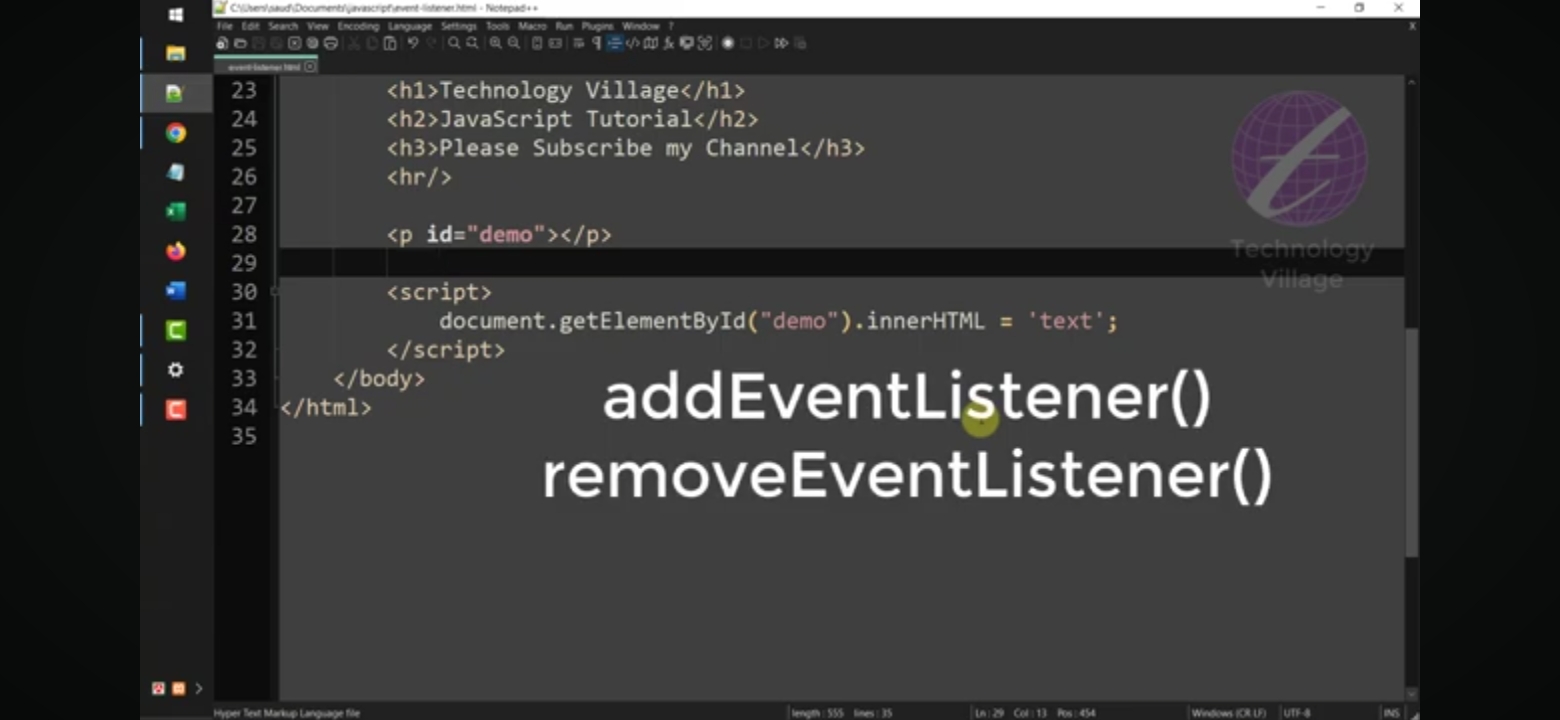 C:\Users\saud\Documents\javascript\event-listener.html - Notepad++
File Edit Search View Encoding Language Settings Tools Macro Run Plugins Window ? X
event-listener.html
23 <h1>Technology Village</h1>
24 <h2>JavaScript Tutorial</h2>
25 <h3>Please Subscribe my Channel</h3>
26 <hr/>
27
28 <p id="demo"></p>
29
30 <script>
31 document.getElementById("demo").innerHTML = 'text';
32 </script>
33 </body>
34 </html>
35
Technology
Village
addEventListener()
removeEventListener()
Hyper Text Markup Language file length : 555 lines : 35 Ln : 29 Col : 13 Pos : 454 Windows (CR LF) UTF-8 INS